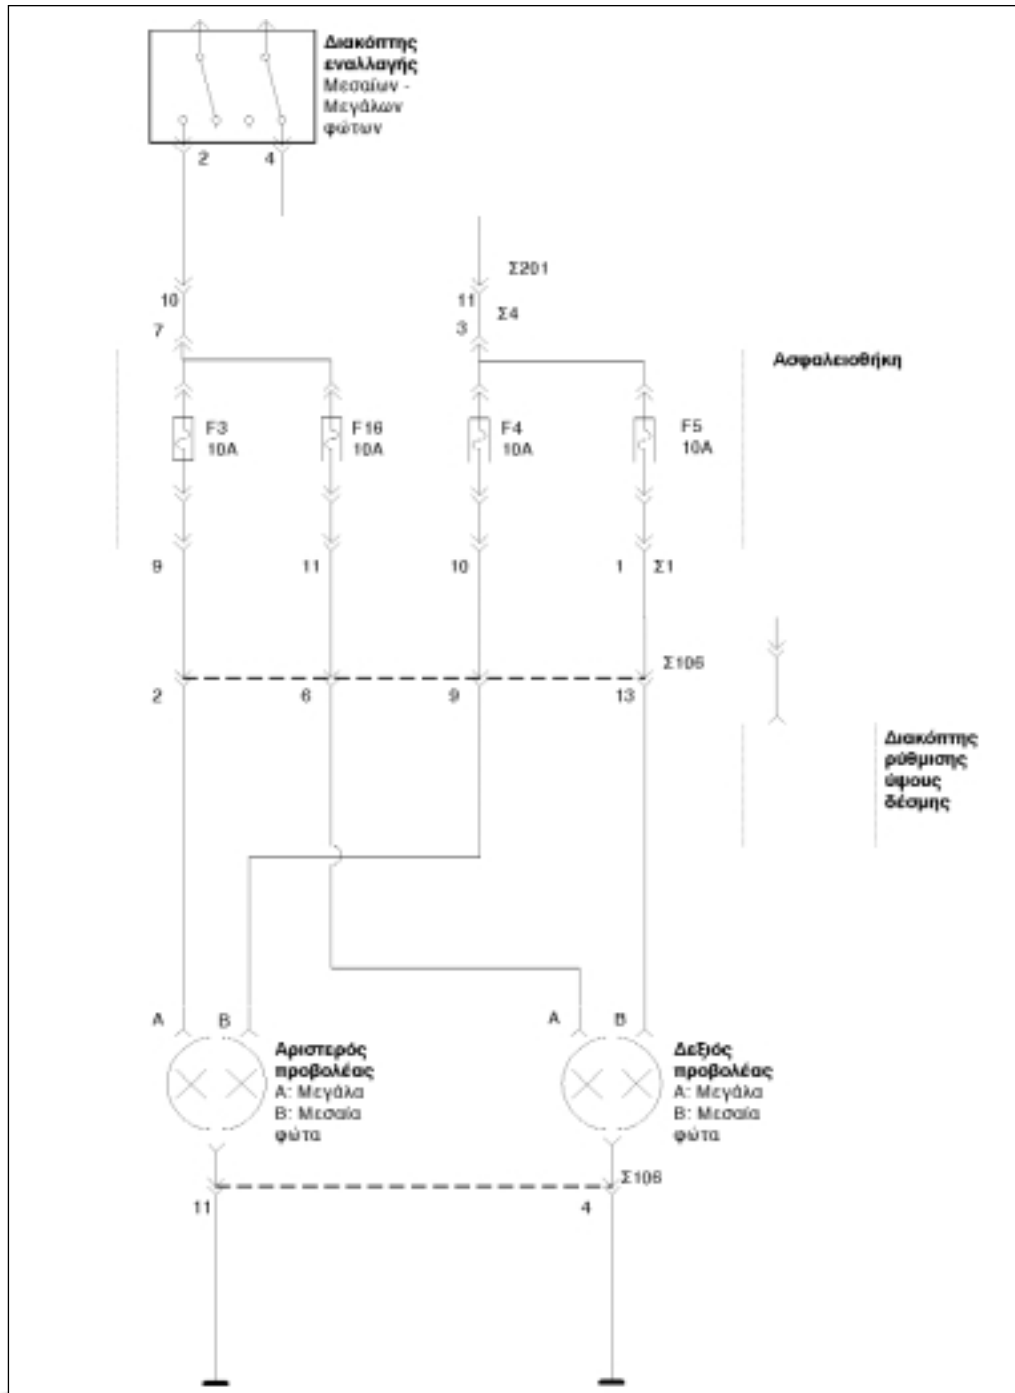 Διακόπτης
εναλλαγής
Μεσαίων -
Μεγάλων
φώτων
2 4
Σ201
10 11
Σ4
7 3
Ασφαλειοθήκη
F3 F16 F4 F5
10A 10A 10A 10A
9 11 10 1 Σ1
Σ106
2 6 9 13
Διακόπτης
ρύθμισης
ύψους
δέσμης
A B A B
Αριστερός
προβολέας
A: Μεγάλα
B: Μεσαία
φώτα
Δεξιός
προβολέας
A: Μεγάλα
B: Μεσαία
φώτα
Σ106
11 4